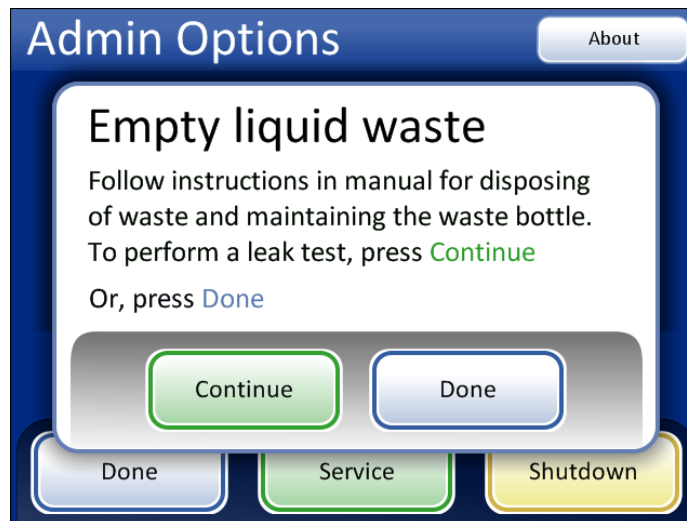 Admin Options
About
Empty liquid waste
Follow instructions in manual for disposing
of waste and maintaining the waste bottle.
To perform a leak test, press Continue
Or, press Done
Continue
Done
Done
Service
Shutdown